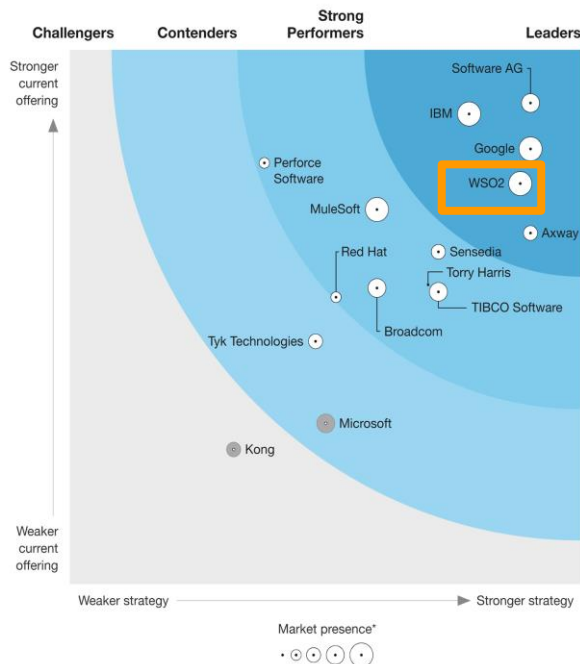 Challengers
Contenders
Strong
Performers
Leaders
Stronger
current
offering
Software AG
IBM
Google
WSO2
Perforce
Software
MuleSoft
Axway
Red Hat
Sensedia
Torry Harris
TIBCO Software
Broadcom
Tyk Technologies
Microsoft
Kong
Weaker
current
offering
Weaker strategy
Stronger strategy
Market presence*